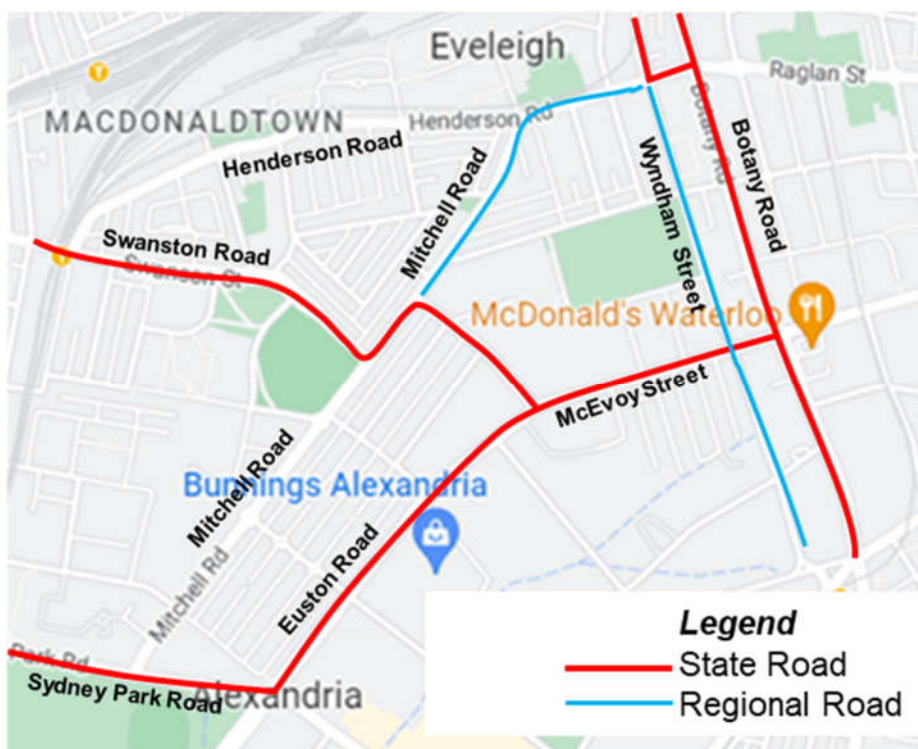 Eveleigh
Raglan St
MACDONALDTOWN
Henderson Rd
Henderson Road
Botany Rd
Botany Road
Mitchell Road
Wyndham Street
Swanston Road
Swanson St
McDonald's Waterloo
McEvoy Street
Mitchell Road
Bunnings Alexandria
Euston Road
Mitchell Rd
Park Rd
Sydney Park Road
Alexandria
Legend
State Road
Regional Road